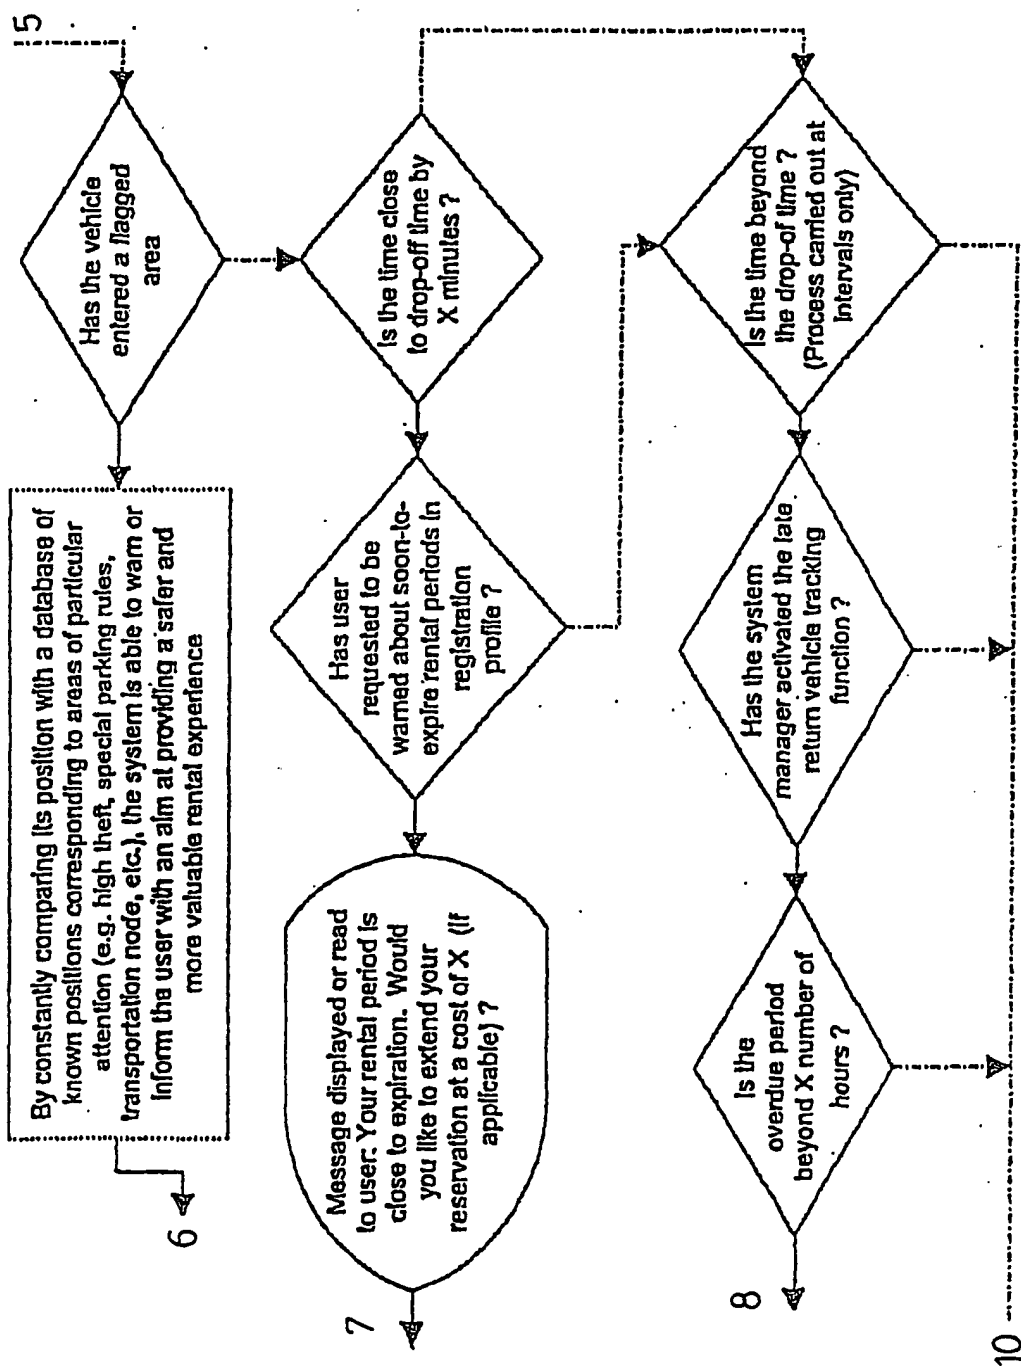 5
Has the vehicle
entered a flagged
area
By constantly comparing its position with a database of
known positions corresponding to areas of particular
attention (e.g. high theft, special parking rules,
transportation node, etc.), the system is able to warn or
inform the user with an aim at providing a safer and
more valuable rental experience
6
Is the time close
to drop-off time by
X minutes ?
Has user
requested to be
warned about soon-to-
expire rental periods in
registration
profile ?
Message displayed or read
to user: Your rental period is
close to expiration. Would
you like to extend your
reservation at a cost of X (if
applicable) ?
7
Is the time beyond
the drop-of time ?
(Process carried out at
Intervals only)
Has the system
manager activated the late
return vehicle tracking
function ?
Is the
overdue period
beyond X number of
hours ?
8
10